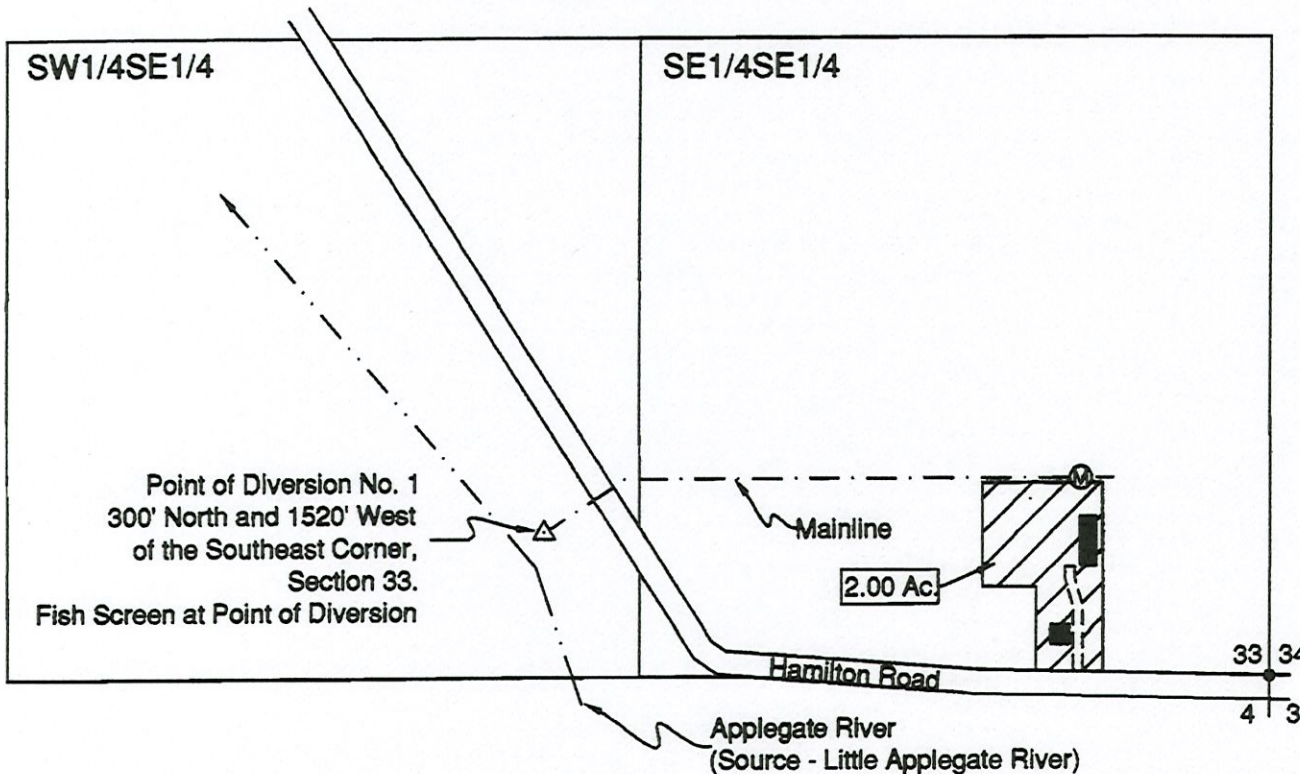 SW1/4SE1/4
SE1/4SE1/4
Point of Diversion No. 1
300' North and 1520' West
of the Southeast Corner,
Section 33.
Fish Screen at Point of Diversion
Mainline
M
2.00 Ac.
Hamilton Road
33 34
4 3
Applegate River
(Source - Little Applegate River)